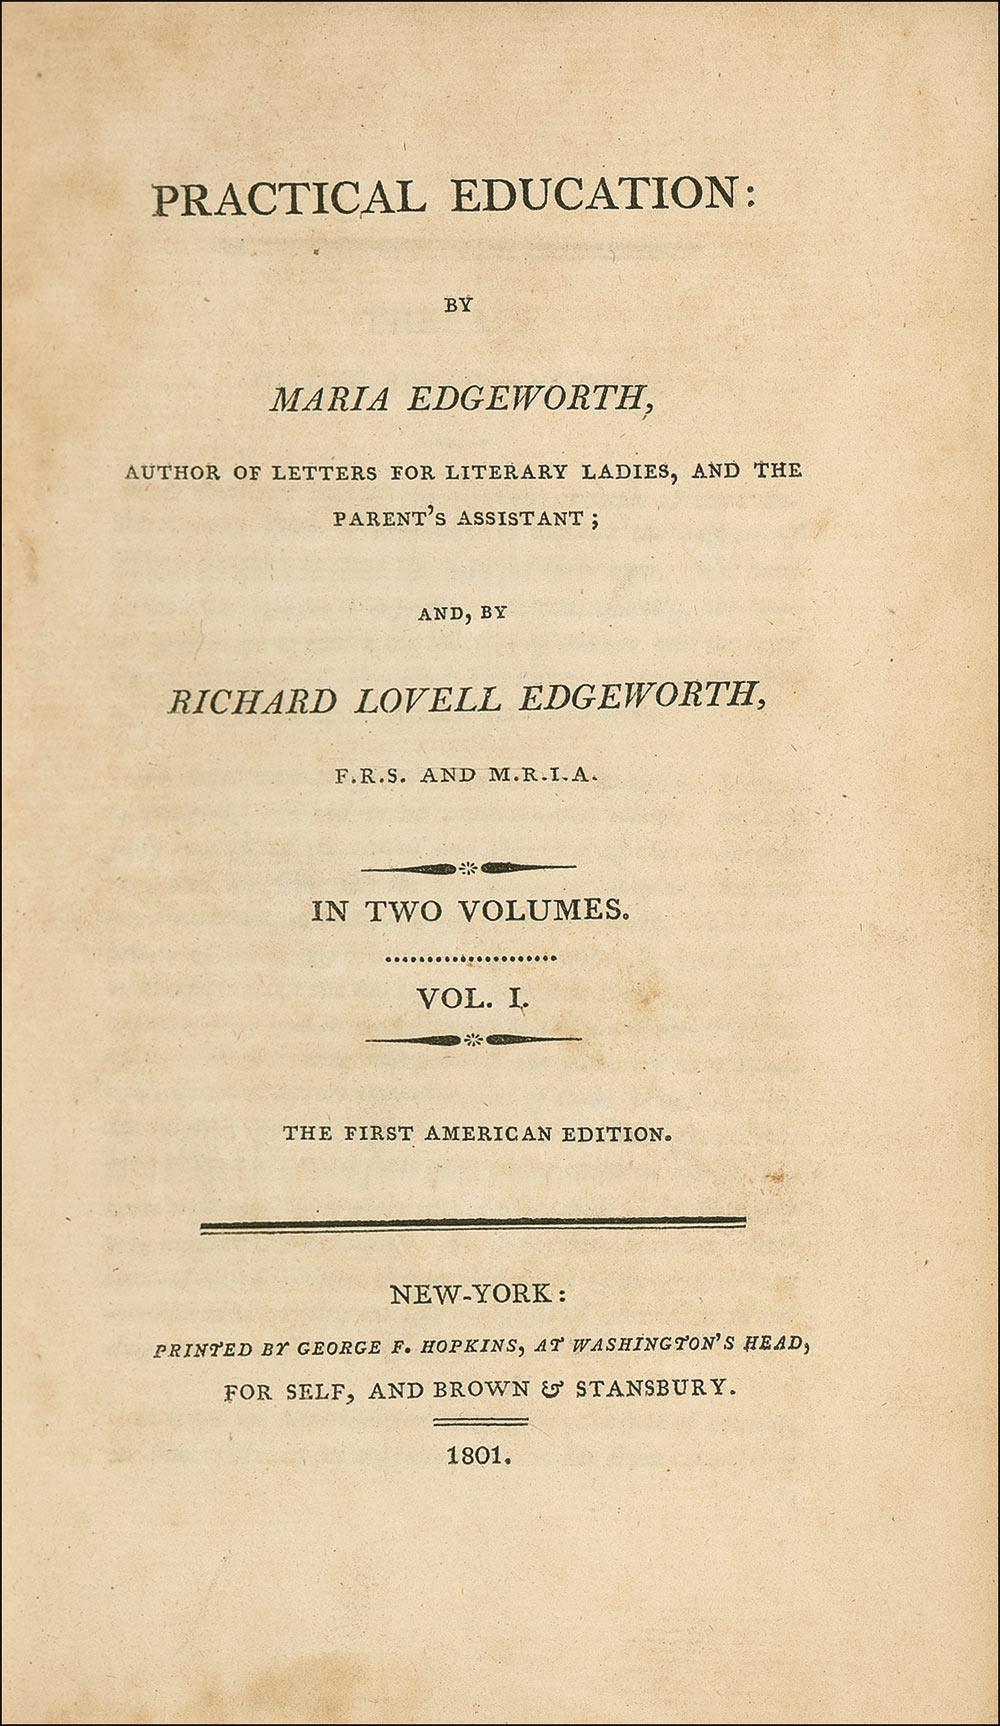 PRACTICAL EDUCATION:
BY
MARIA EDGEWORTH,
AUTHOR OF LETTERS FOR LITERARY LADIES, AND THE
PARENT'S ASSISTANT;
AND, BY
RICHARD LOVELL EDGEWORTH,
F.R.S. AND M.R.I.A.
IN TWO VOLUMES.
VOL. I.
THE FIRST AMERICAN EDITION.
NEW-YORK:
PRINTED BY GEORGE F. HOPKINS, AT WASHINGTON'S HEAD,
FOR SELF, AND BROWN & STANSBURY.
1801.